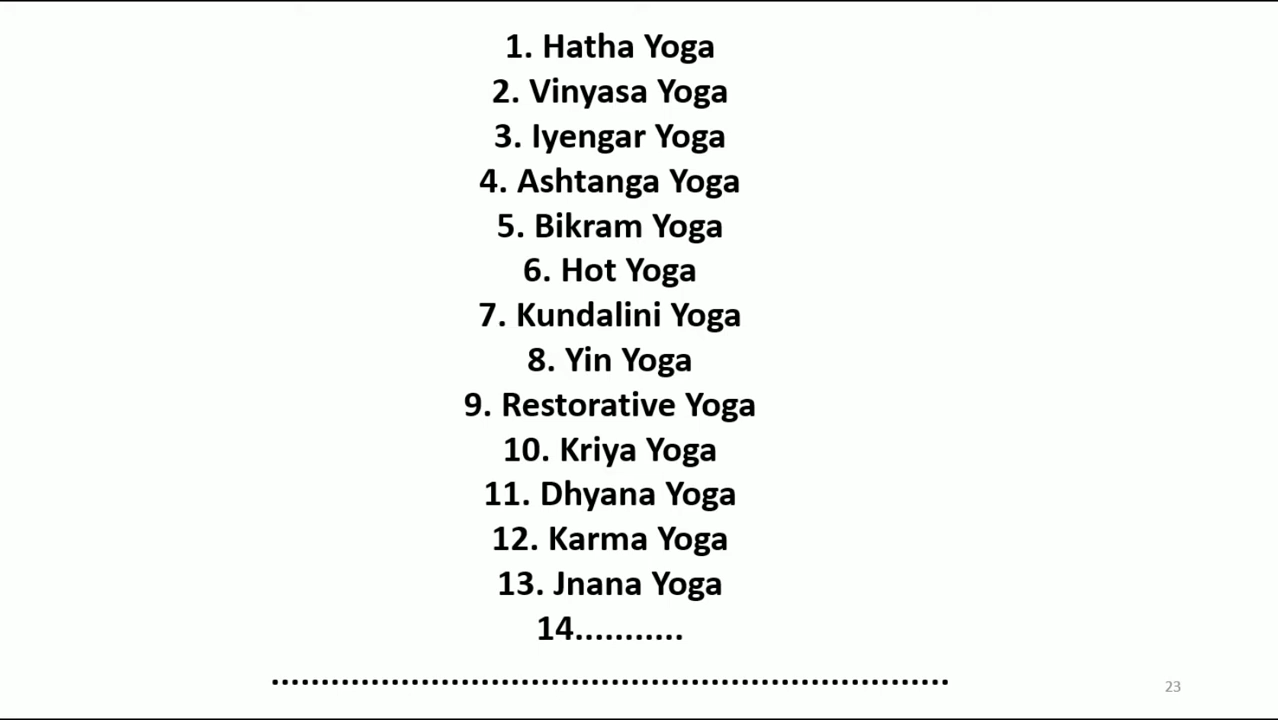 1. Hatha Yoga
2. Vinyasa Yoga
3. Iyengar Yoga
4. Ashtanga Yoga
5. Bikram Yoga
6. Hot Yoga
7. Kundalini Yoga
8. Yin Yoga
9. Restorative Yoga
10. Kriya Yoga
11. Dhyana Yoga
12. Karma Yoga
13. Jnana Yoga
14...........
....................................................................
23